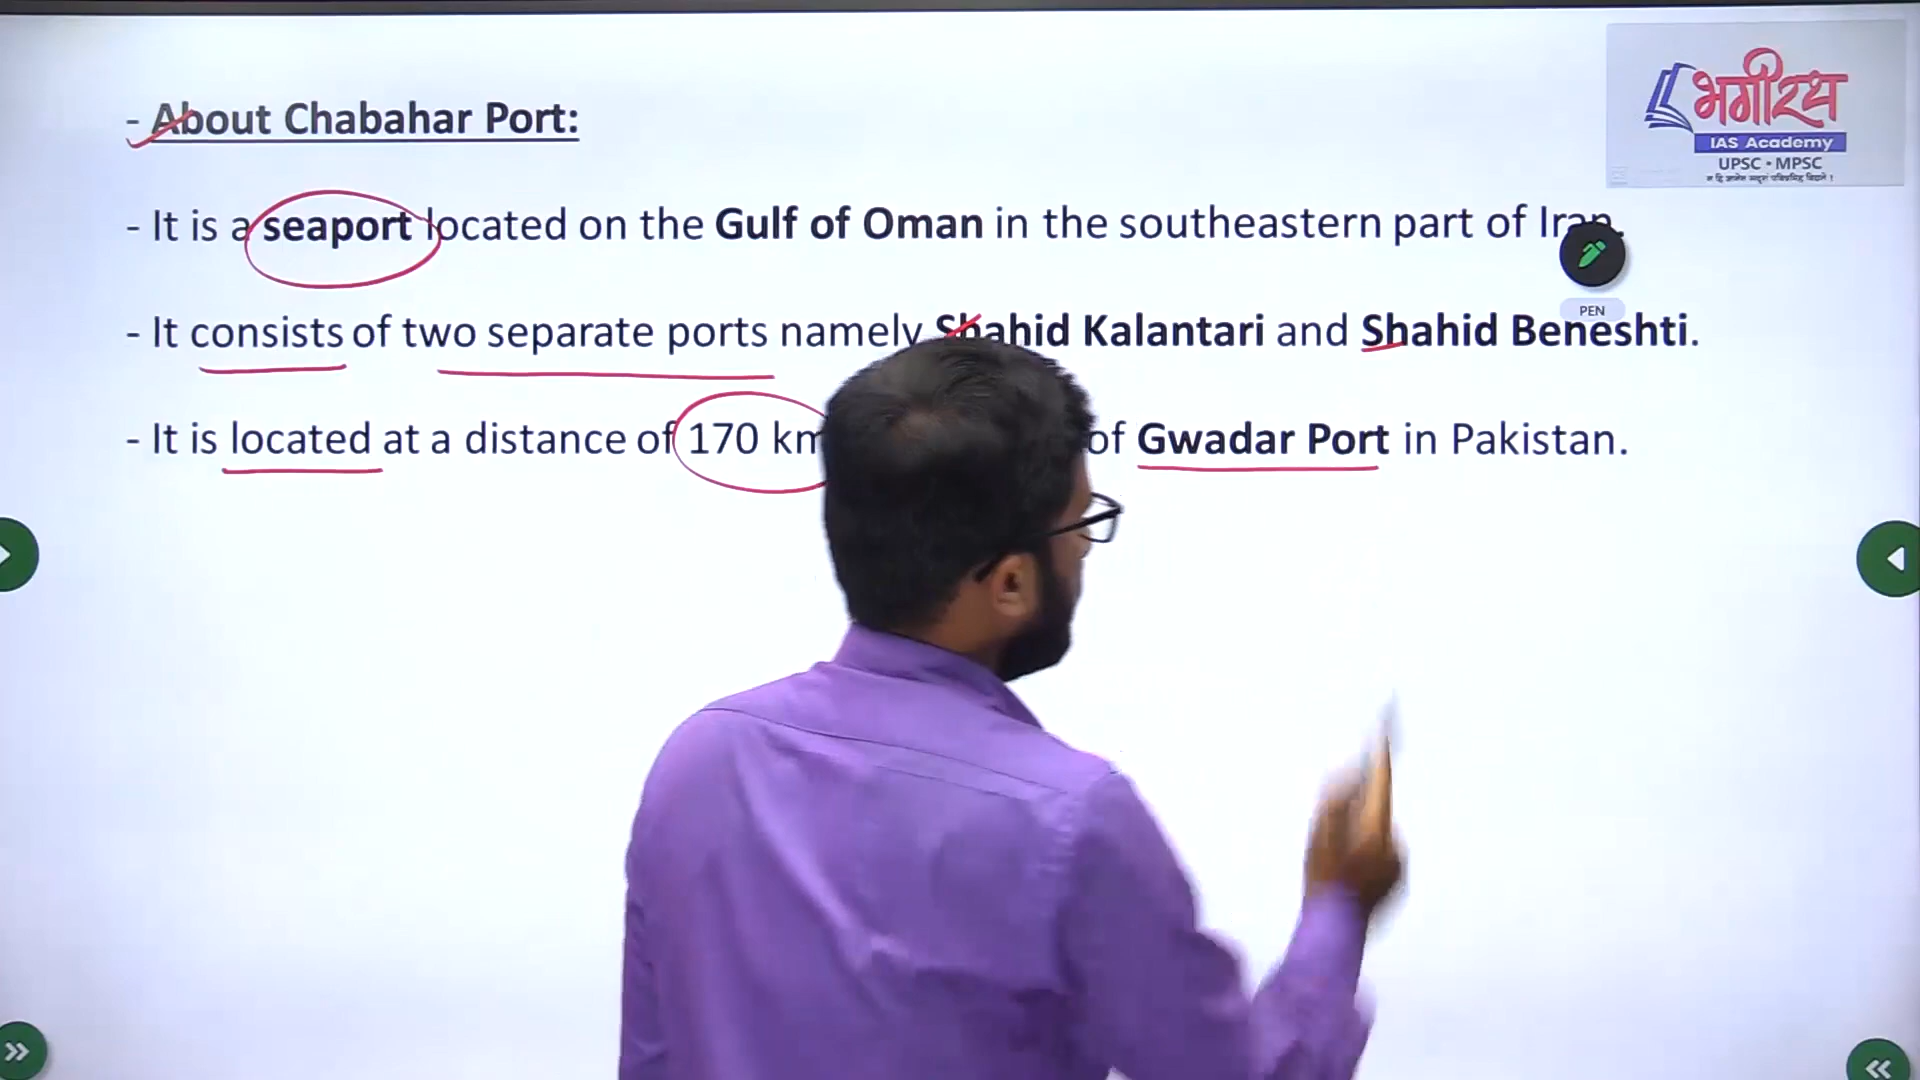 - About Chabahar Port:
- It is a seaport located on the Gulf of Oman in the southeastern part of Iran.
- It consists of two separate ports namely Shahid Kalantari and Shahid Beneshti.
- It is located at a distance of 170 km of Gwadar Port in Pakistan.
PEN
भगीरथ
IAS Academy
UPSC • MPSC